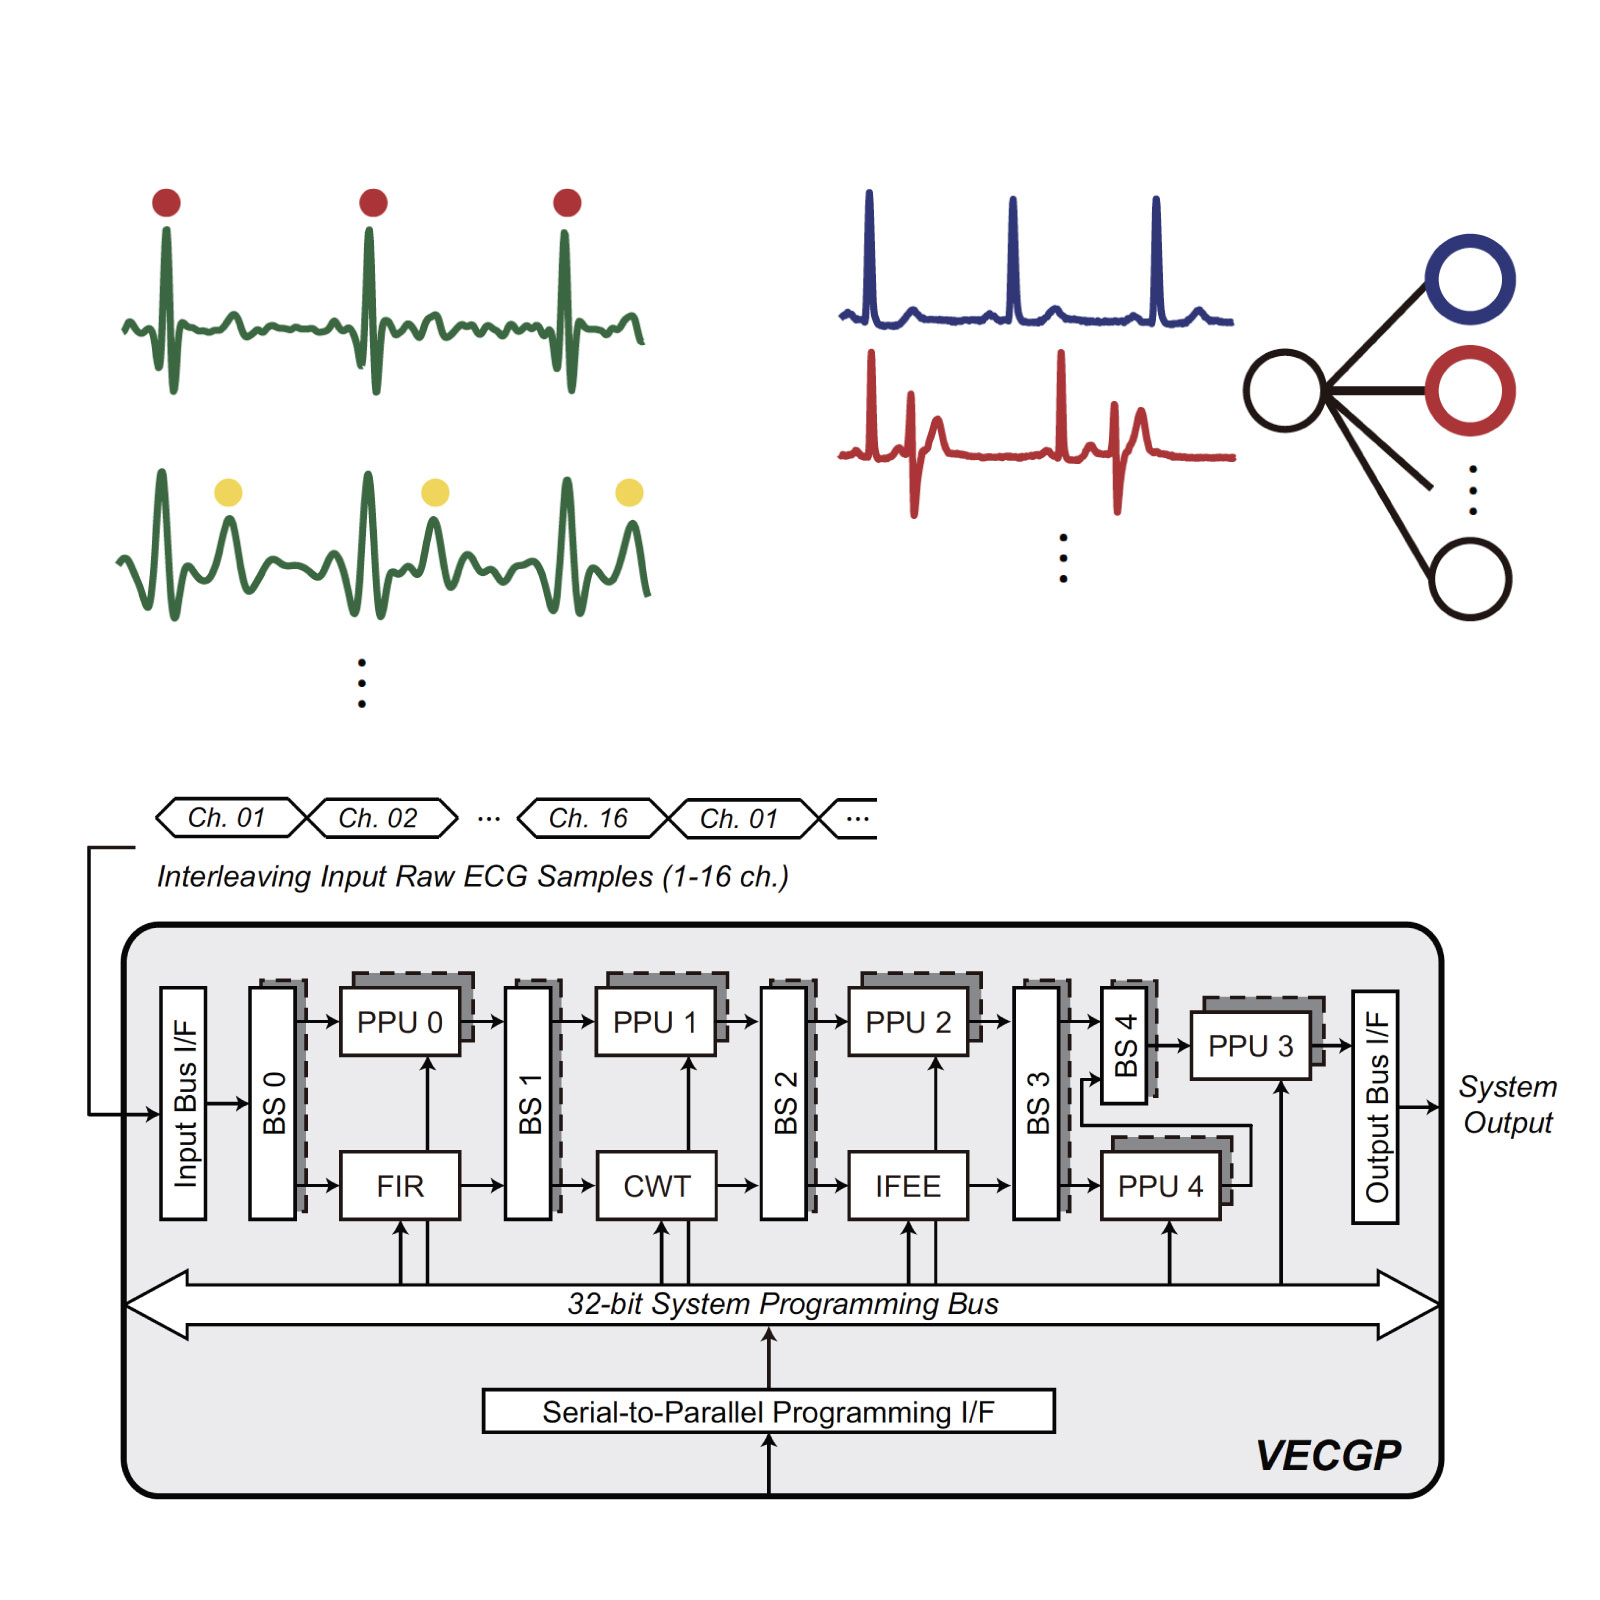 Ch. 01
Ch. 02
...
Ch. 16
Ch. 01
...
Interleaving Input Raw ECG Samples (1-16 ch.)
Input Bus I/F
BS 0
PPU 0
FIR
BS 1
PPU 1
CWT
BS 2
PPU 2
IFEE
BS 3
BS 4
PPU 3
PPU 4
Output Bus I/F
System
Output
32-bit System Programming Bus
Serial-to-Parallel Programming I/F
VECGP